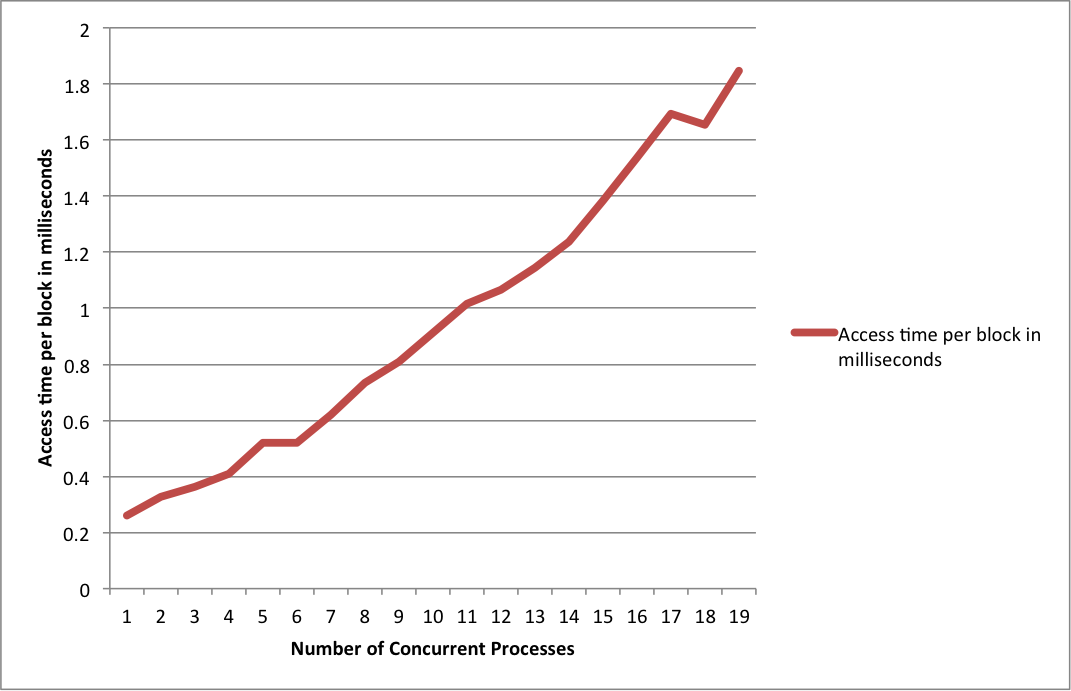 Access time per block in milliseconds
2
1.8
1.6
1.4
1.2
1
0.8
0.6
0.4
0.2
0
1 2 3 4 5 6 7 8 9 10 11 12 13 14 15 16 17 18 19
Number of Concurrent Processes
Access time per block in
milliseconds